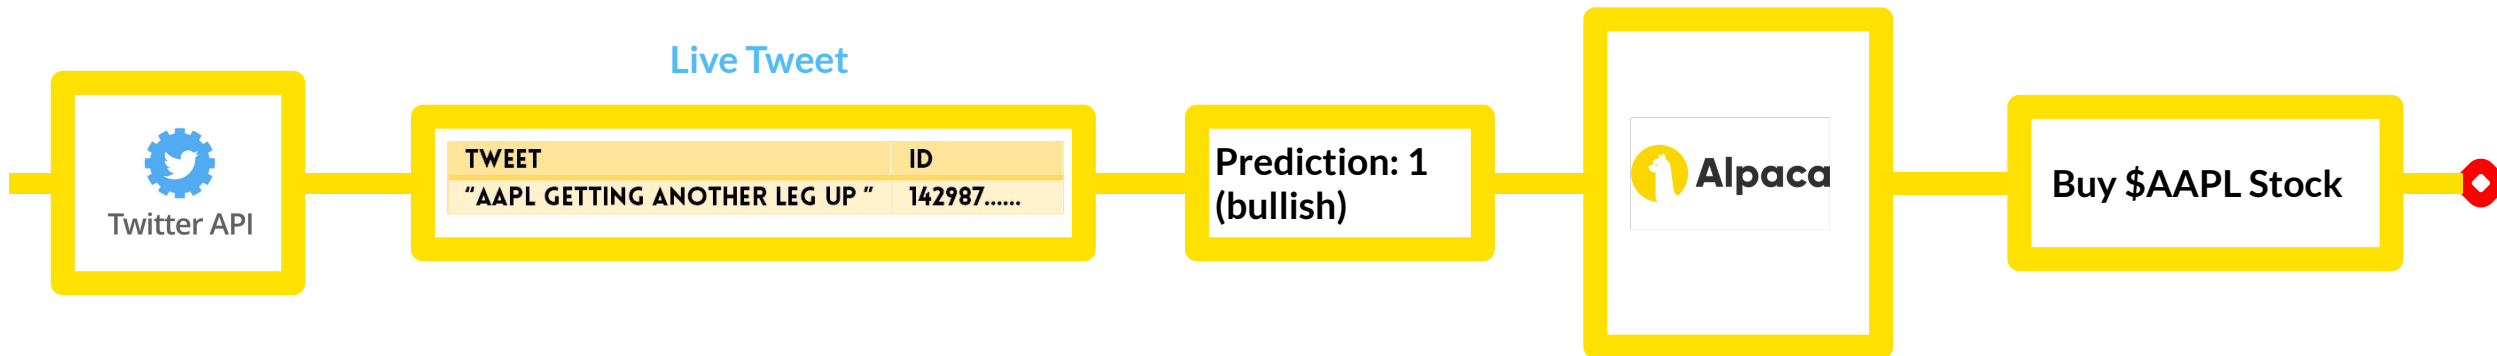 Live Tweet
Twitter API
TWEET ID
“AAPL GETTING ANOTHER LEG UP ” 142987......
Prediction: 1
(bullish)
Alpaca
Buy $AAPL Stock